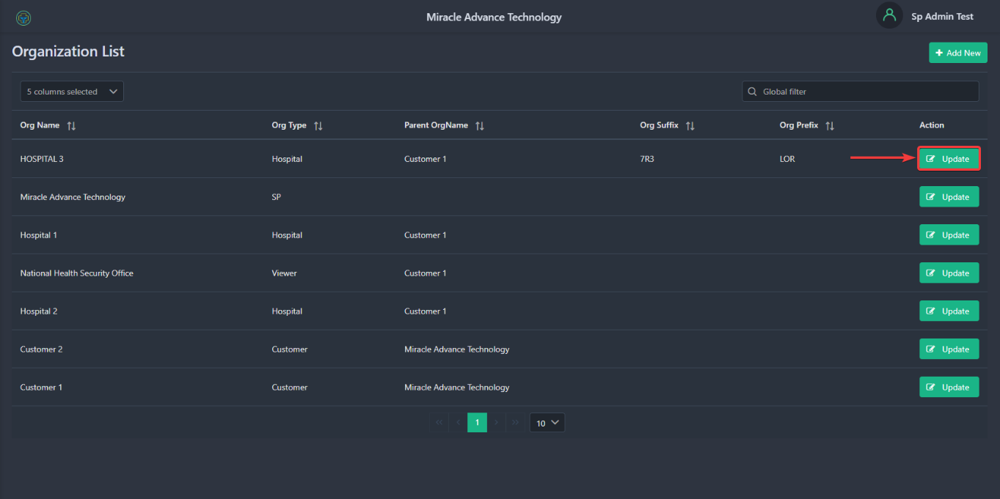 Miracle Advance Technology
Sp Admin Test
Organization List
Add New
5 columns selected
Global filter
Org Name Org Type Parent OrgName Org Suffix Org Prefix Action
HOSPITAL 3 Hospital Customer 1 7R3 LOR Update
Miracle Advance Technology SP Update
Hospital 1 Hospital Customer 1 Update
National Health Security Office Viewer Customer 1 Update
Hospital 2 Hospital Customer 1 Update
Customer 2 Customer Miracle Advance Technology Update
Customer 1 Customer Miracle Advance Technology Update
« ‹ 1 › » 10